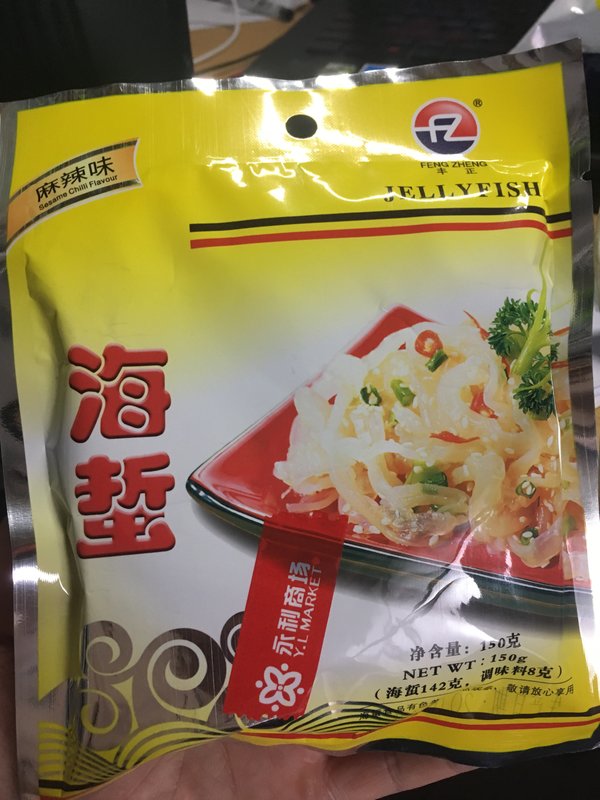 麻辣味
Sesame Chilli Flavour
FZ
®
FENG ZHENG
丰 正
JELLYFISH
海蜇
永利商场
Y.L MARKET
净含量：150克
NET WT：150g
（海蜇142克，调味料8克）
敬请放心享用